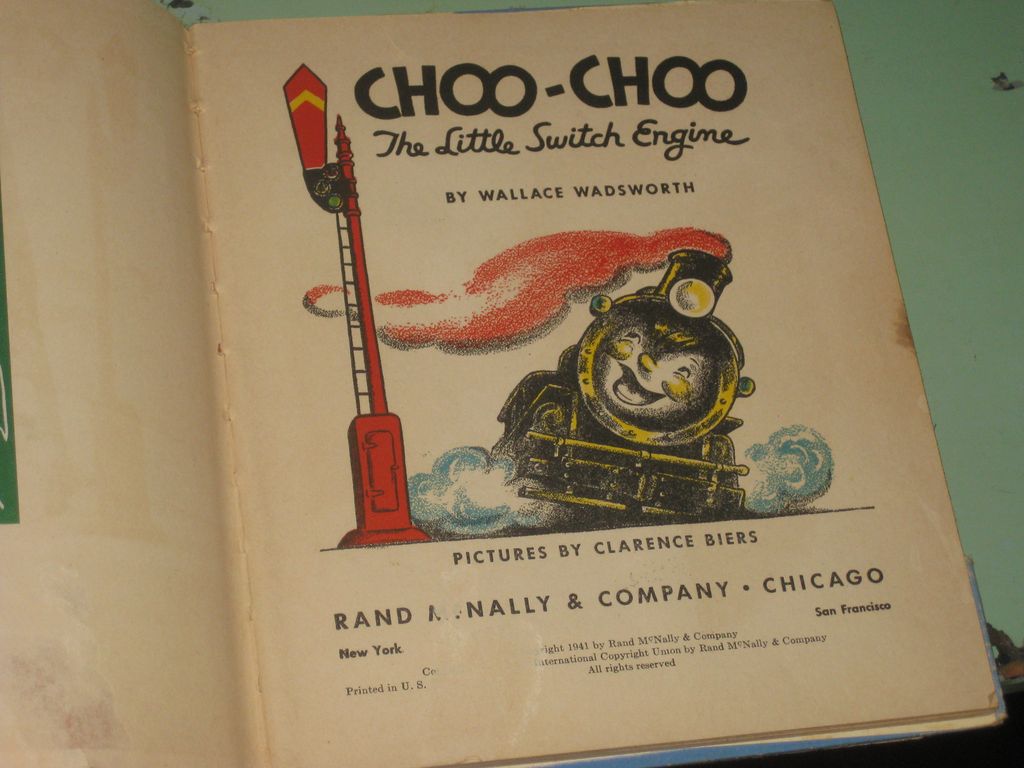 CHOO-CHOO
The Little Switch Engine
BY WALLACE WADSWORTH
PICTURES BY CLARENCE BIERS
RAND NALLY & COMPANY • CHICAGO
New York San Francisco
1941 by Rand McNally & Company
International Copyright Union by Rand McNally & Company
All rights reserved
Printed in U. S.